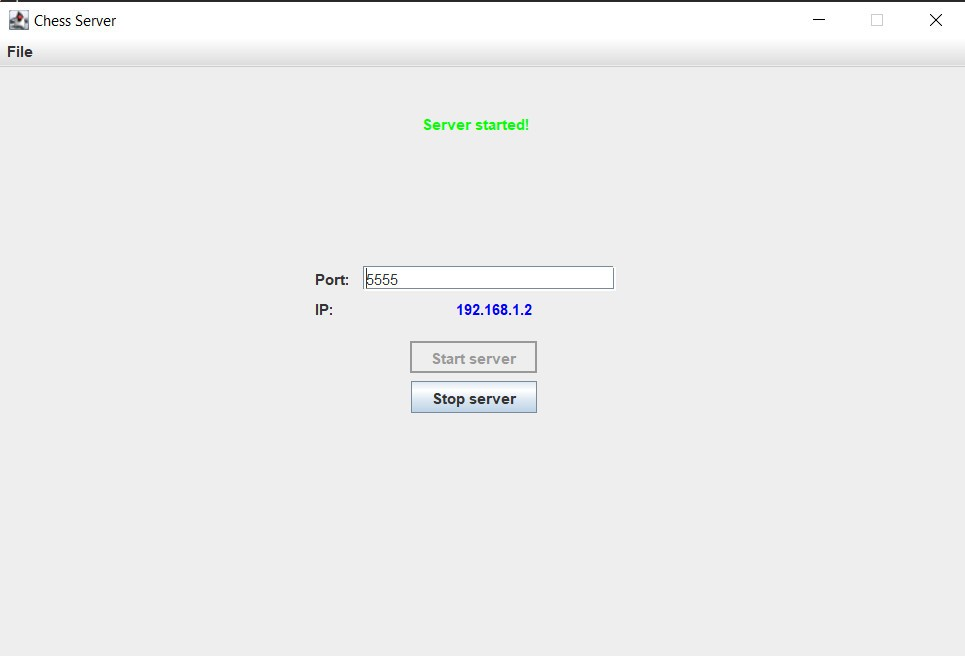 Chess Server
File
Server started!
Port: 5555
IP: 192.168.1.2
Start server
Stop server